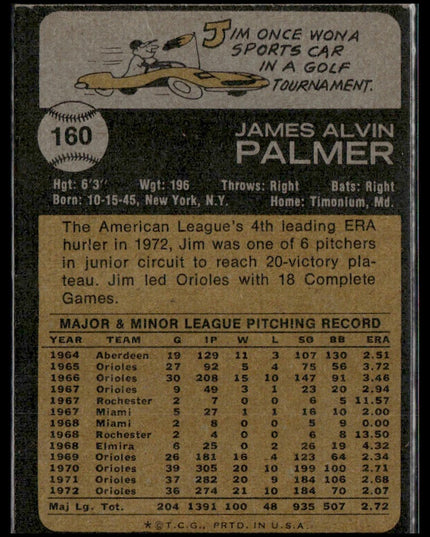 JIM ONCE WON A
SPORTS CAR
IN A GOLF
TOURNAMENT.
160
JAMES ALVIN
PALMER
Hgt: 6'3" Wgt: 196 Throws: Right Bats: Right
Born: 10-15-45, New York, N.Y. Home: Timonium, Md.
The American League's 4th leading ERA
hurler in 1972, Jim was one of 6 pitchers
in junior circuit to reach 20-victory pla-
teau. Jim led Orioles with 18 Complete
Games.
MAJOR & MINOR LEAGUE PITCHING RECORD
YEAR TEAM G IP W L SO BB ERA
1964 Aberdeen 19 129 11 3 107 130 2.51
1965 Orioles 27 92 5 4 75 56 3.72
1966 Orioles 30 208 15 10 147 91 3.46
1967 Orioles 9 49 3 1 23 20 2.94
1967 Rochester 2 7 0 0 6 5 11.57
1967 Miami 5 27 1 1 16 10 2.00
1968 Miami 2 8 0 0 5 9 0.00
1968 Rochester 2 4 0 0 6 8 13.50
1968 Elmira 6 25 0 2 26 19 4.32
1969 Orioles 26 181 16 4 123 64 2.34
1970 Orioles 39 305 20 10 199 100 2.71
1971 Orioles 37 282 20 9 184 106 2.68
1972 Orioles 36 274 21 10 184 70 2.07
Maj Lg. Tot. 204 1391 100 48 935 507 2.72
★©T.C.G., PRTD. IN U.S.A.